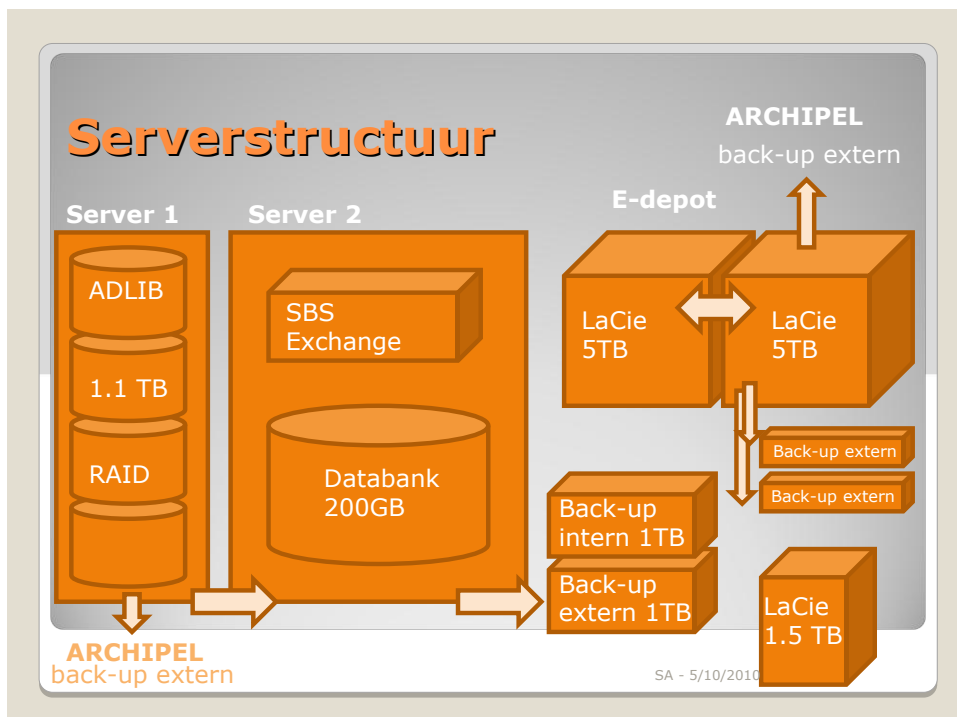 Serverstructuur
ARCHIPEL
back-up extern
Server 1
Server 2
E-depot
ADLIB
1.1 TB
RAID
SBS
Exchange
Databank
200GB
LaCie
5TB
LaCie
5TB
Back-up extern
Back-up extern
Back-up
intern 1TB
Back-up
extern 1TB
LaCie
1.5 TB
ARCHIPEL
back-up extern
SA - 5/10/2010